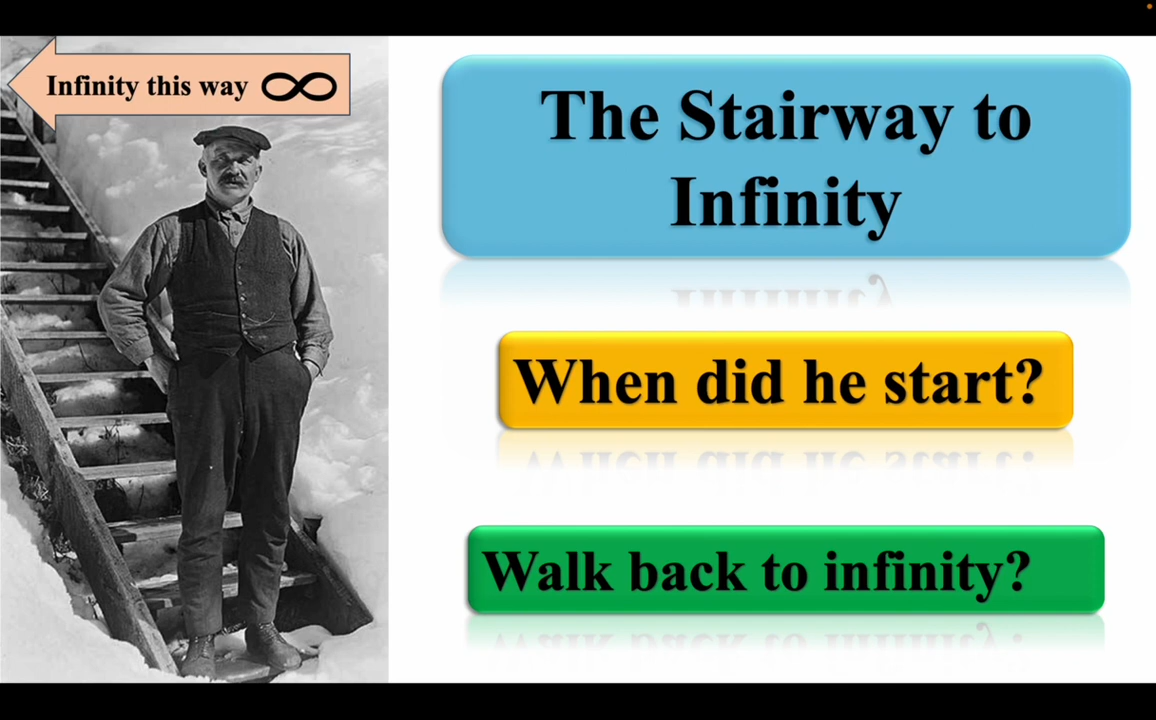 Infinity this way ∞
The Stairway to
Infinity
When did he start?
Walk back to infinity?